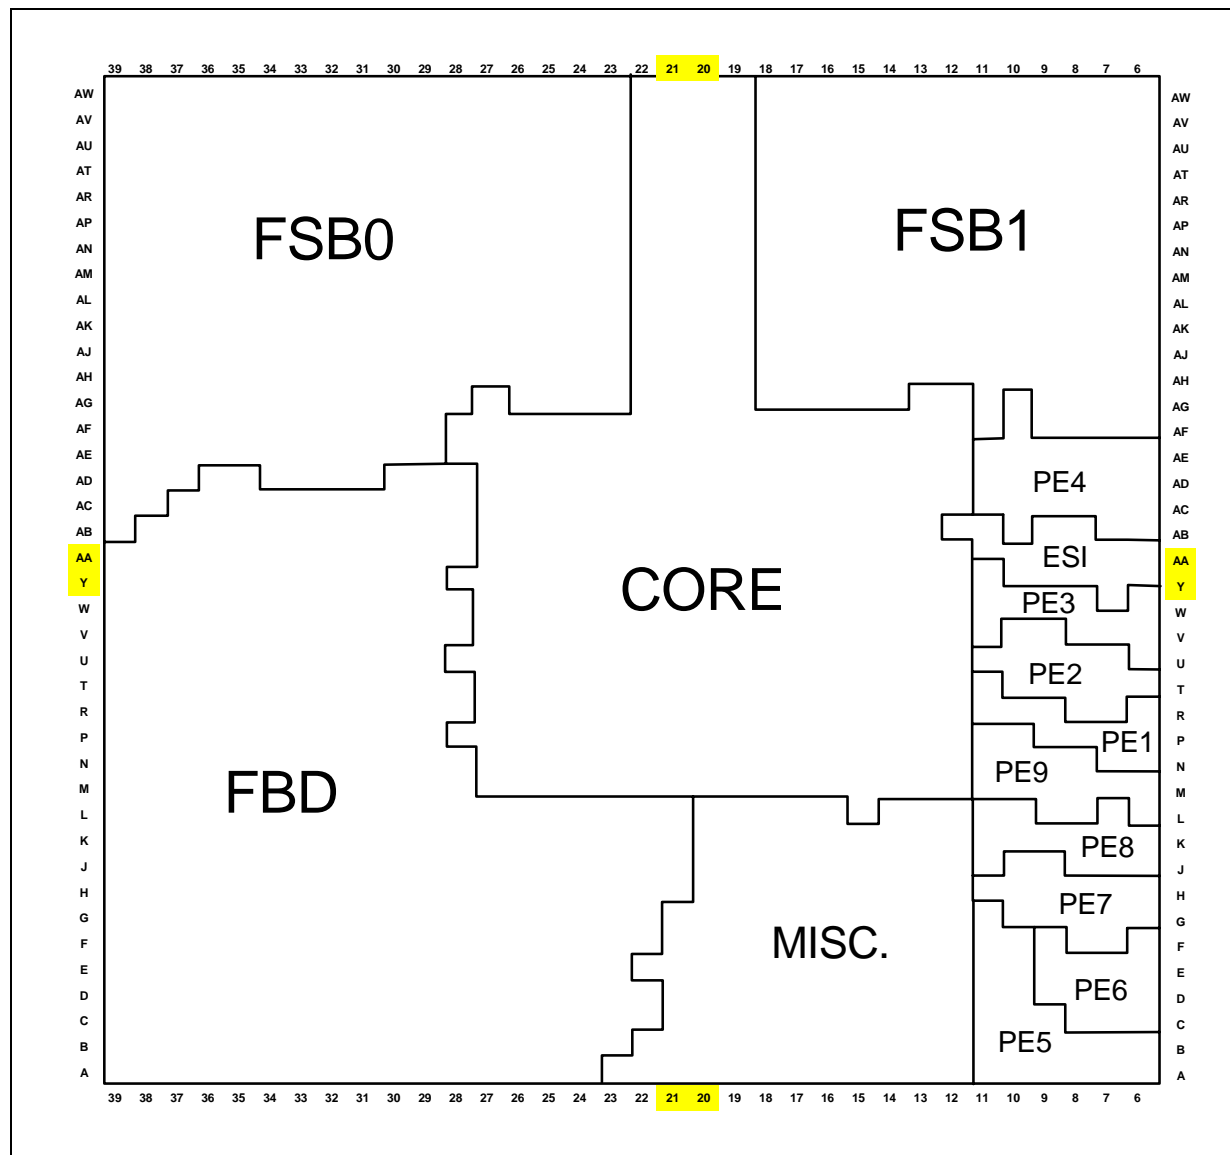 39 38 37 36 35 34 33 32 31 30 29 28 27 26 25 24 23 22 21 20 19 18 17 16 15 14 13 12 11 10 9 8 7 6
AW AW
AV AV
AU AU
AT AT
AR AR
AP AP
FSB0 FSB1
AN AN
AM AM
AL AL
AK AK
AJ AJ
AH AH
AG AG
AF AF
AE AE
AD PE4 AD
AC AC
AB AB
AA ESI AA
Y CORE Y
W PE3 W
V V
U PE2 U
T T
R R
P PE1 P
N PE9 N
M FBD M
L L
K PE8 K
J J
H PE7 H
G G
F MISC. F
E E
D PE6 D
C C
B PE5 B
A A
39 38 37 36 35 34 33 32 31 30 29 28 27 26 25 24 23 22 21 20 19 18 17 16 15 14 13 12 11 10 9 8 7 6